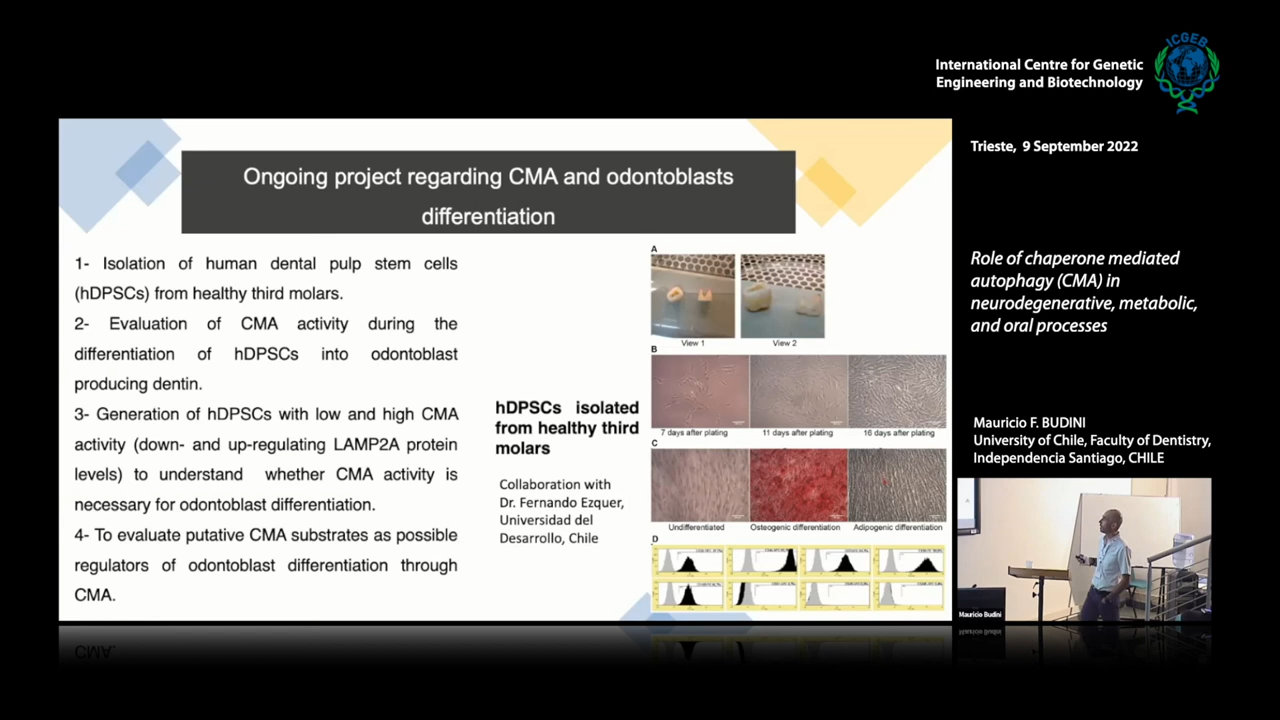 ICGEB
International Centre for Genetic
Engineering and Biotechnology
Trieste, 9 September 2022
Role of chaperone mediated
autophagy (CMA) in
neurodegenerative, metabolic,
and oral processes
Mauricio F. BUDINI
University of Chile, Faculty of Dentistry,
Independencia Santiago, CHILE
Mauricio Budini
Ongoing project regarding CMA and odontoblasts
differentiation
1- Isolation of human dental pulp stem cells
(hDPSCs) from healthy third molars.
2- Evaluation of CMA activity during the
differentiation of hDPSCs into odontoblast
producing dentin.
3- Generation of hDPSCs with low and high CMA
activity (down- and up-regulating LAMP2A protein
levels) to understand whether CMA activity is
necessary for odontoblast differentiation.
4- To evaluate putative CMA substrates as possible
regulators of odontoblast differentiation through
CMA.
hDPSCs isolated
from healthy third
molars
Collaboration with
Dr. Fernando Ezquer,
Universidad del
Desarrollo, Chile
A
View 1 View 2
B
7 days after plating 11 days after plating 16 days after plating
C
Undifferentiated Osteogenic differentiation Adipogenic differentiation
D